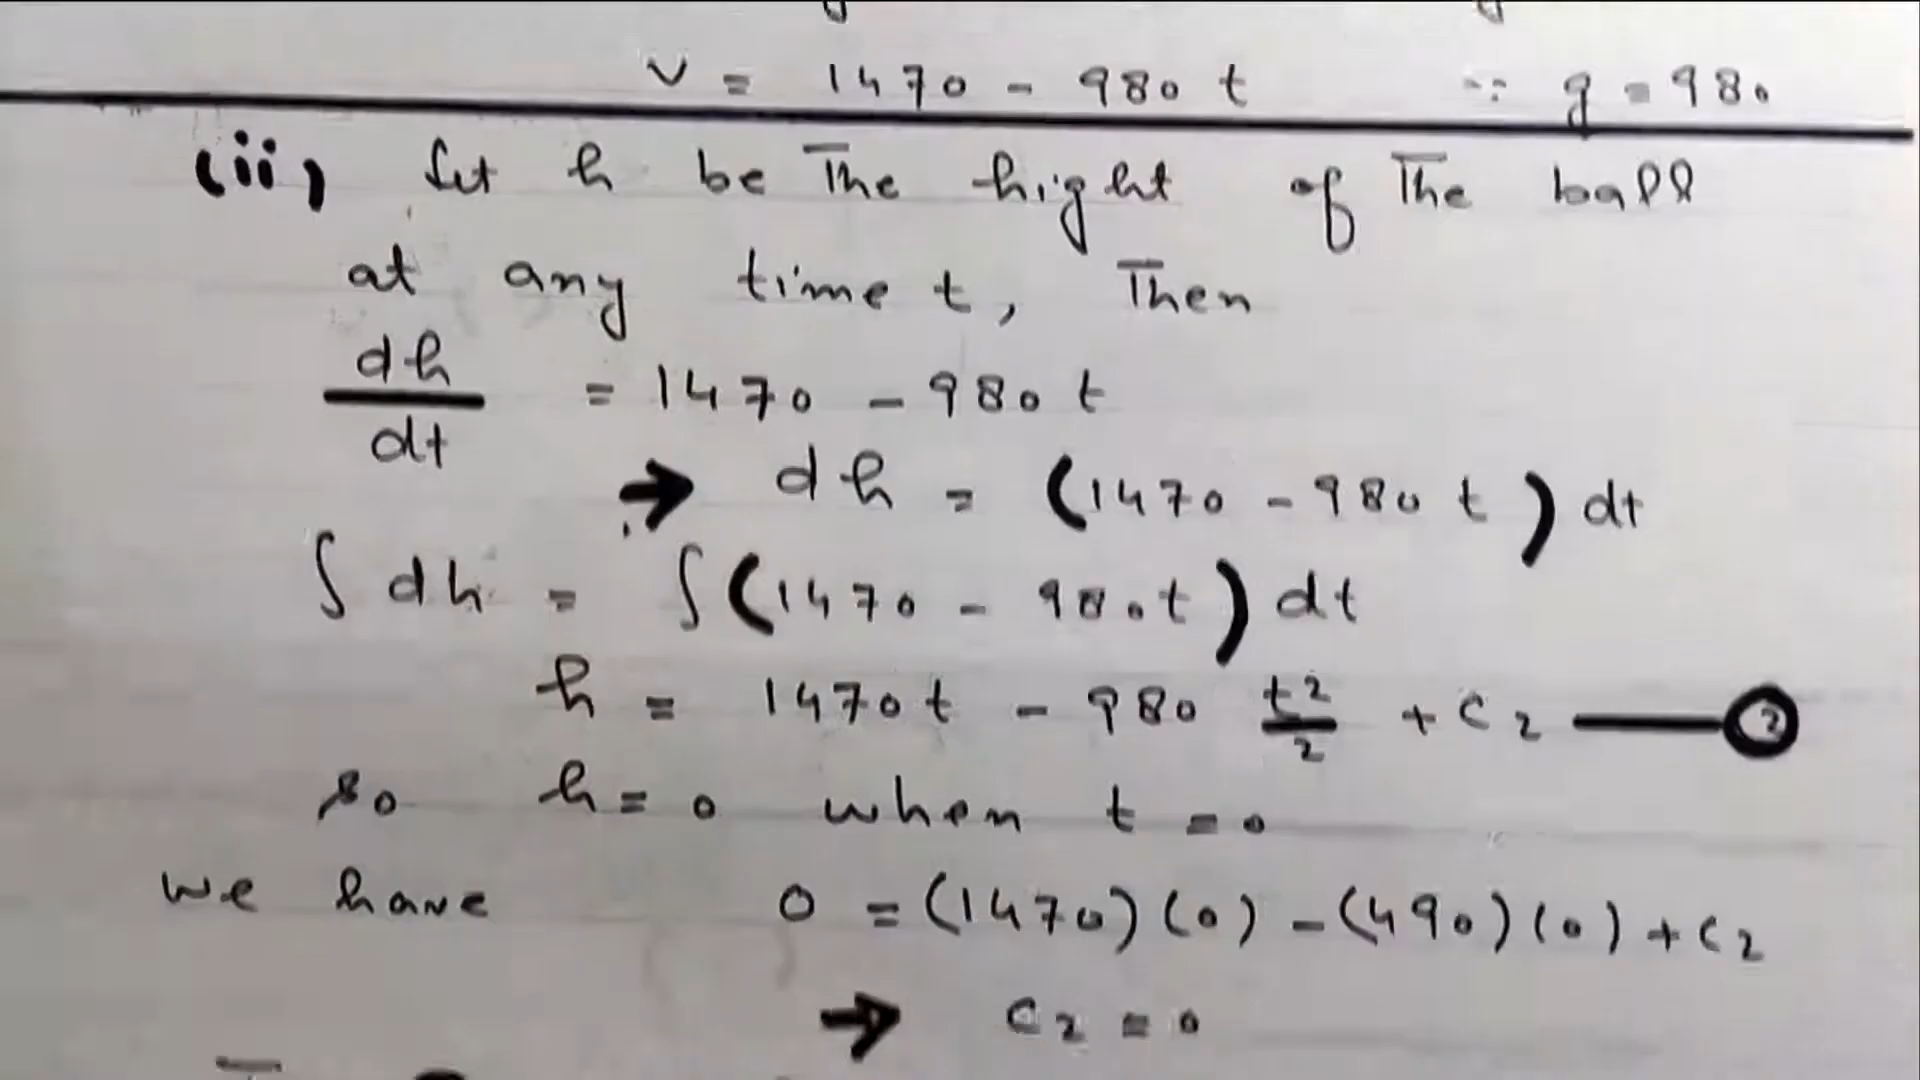 v = 1470 - 980 t ∵ g = 980
(ii) Let h be The hight of The ball
at any time t, Then
dh/dt = 1470 - 980 t
→ dh = (1470 - 980 t) dt
∫ dh = ∫ (1470 - 980t) dt
h = 1470t - 980 t²/2 + c₂ — ②
so h = 0 when t = 0
we have 0 = (1470)(0) - (490)(0) + c₂
→ c₂ = 0